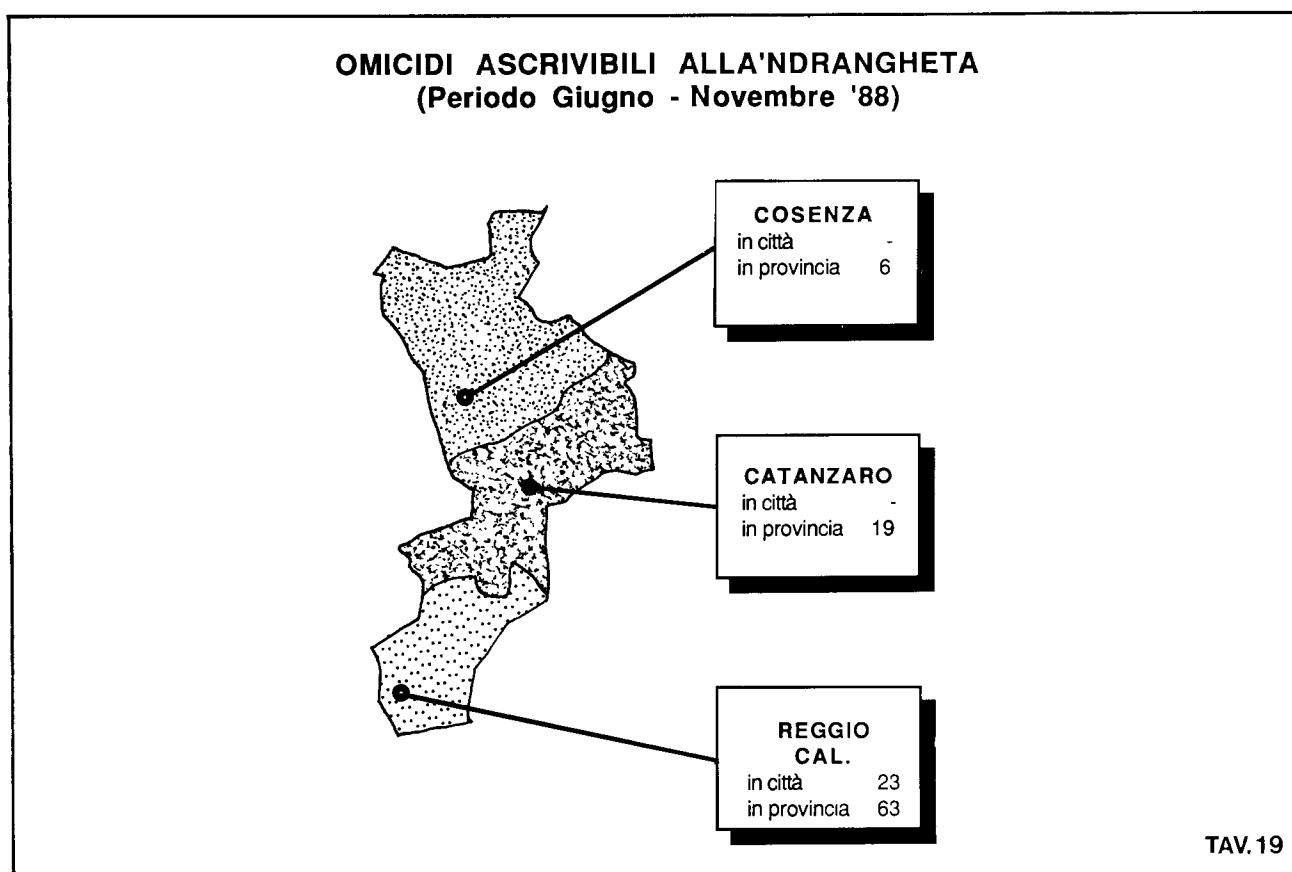 OMICIDI ASCRIVIBILI ALLA'NDRANGHETA
(Periodo Giugno - Novembre '88)
COSENZA
in città -
in provincia 6
CATANZARO
in città -
in provincia 19
REGGIO
CAL.
in città 23
in provincia 63
TAV.19